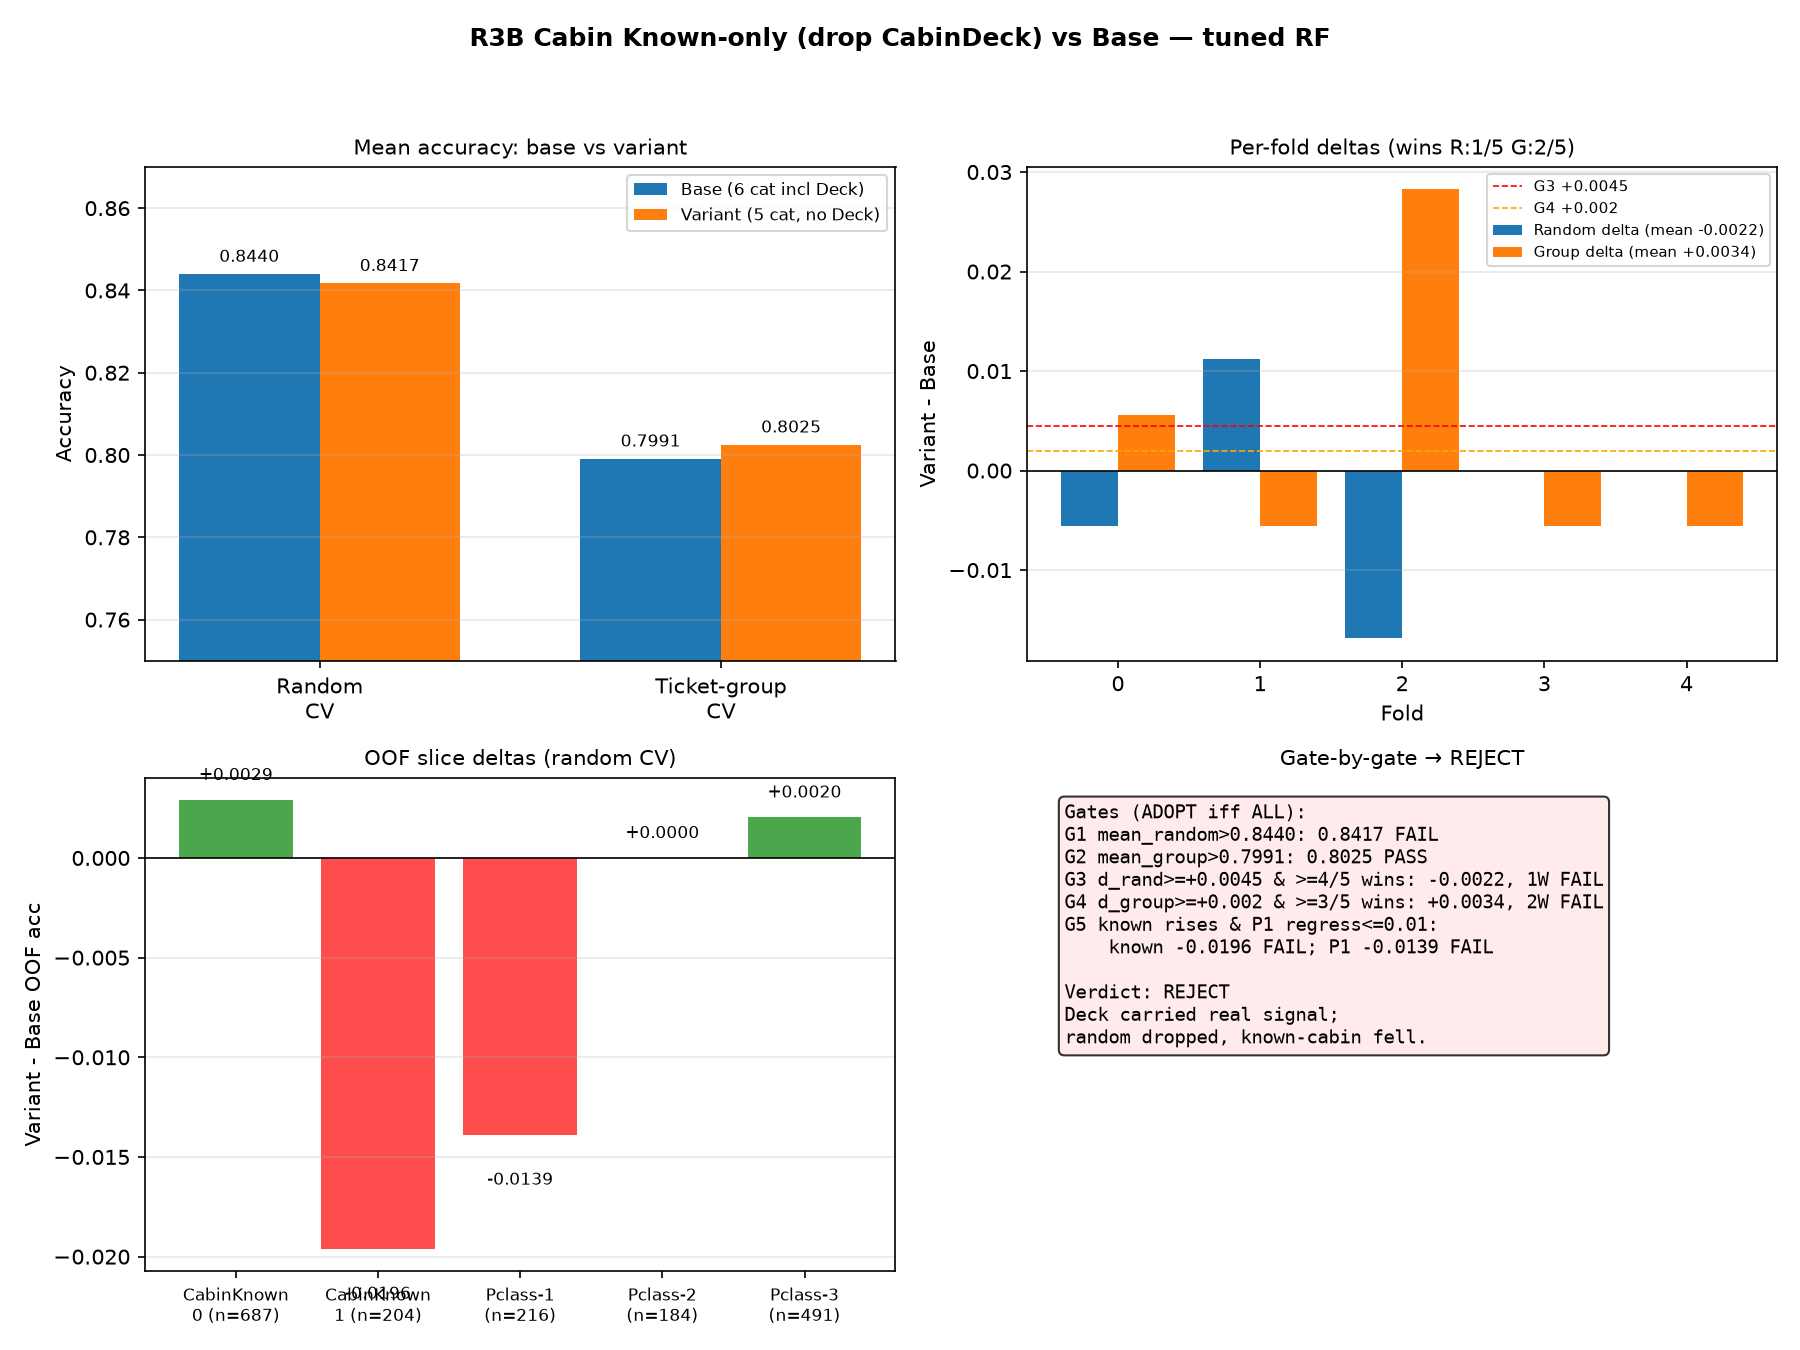 R3B Cabin Known-only (drop CabinDeck) vs Base — tuned RF
Mean accuracy: base vs variant
Base (6 cat incl Deck)
Variant (5 cat, no Deck)
0.86
0.84
0.82
0.80
0.78
0.76
Accuracy
0.8440
0.8417
0.7991
0.8025
Random
CV
Ticket-group
CV
Per-fold deltas (wins R:1/5 G:2/5)
G3 +0.0045
G4 +0.002
Random delta (mean -0.0022)
Group delta (mean +0.0034)
0.03
0.02
0.01
0.00
−0.01
Variant - Base
0
1
2
3
4
Fold
OOF slice deltas (random CV)
+0.0029
-0.0196
-0.0139
+0.0000
+0.0020
0.000
−0.005
−0.010
−0.015
−0.020
Variant - Base OOF acc
CabinKnown
0 (n=687)
CabinKnown
1 (n=204)
Pclass-1
(n=216)
Pclass-2
(n=184)
Pclass-3
(n=491)
Gate-by-gate → REJECT
Gates (ADOPT iff ALL):
G1 mean_random>0.8440: 0.8417 FAIL
G2 mean_group>0.7991: 0.8025 PASS
G3 d_rand>=+0.0045 & >=4/5 wins: -0.0022, 1W FAIL
G4 d_group>=+0.002 & >=3/5 wins: +0.0034, 2W FAIL
G5 known rises & P1 regress<=0.01:
known -0.0196 FAIL; P1 -0.0139 FAIL
Verdict: REJECT
Deck carried real signal;
random dropped, known-cabin fell.